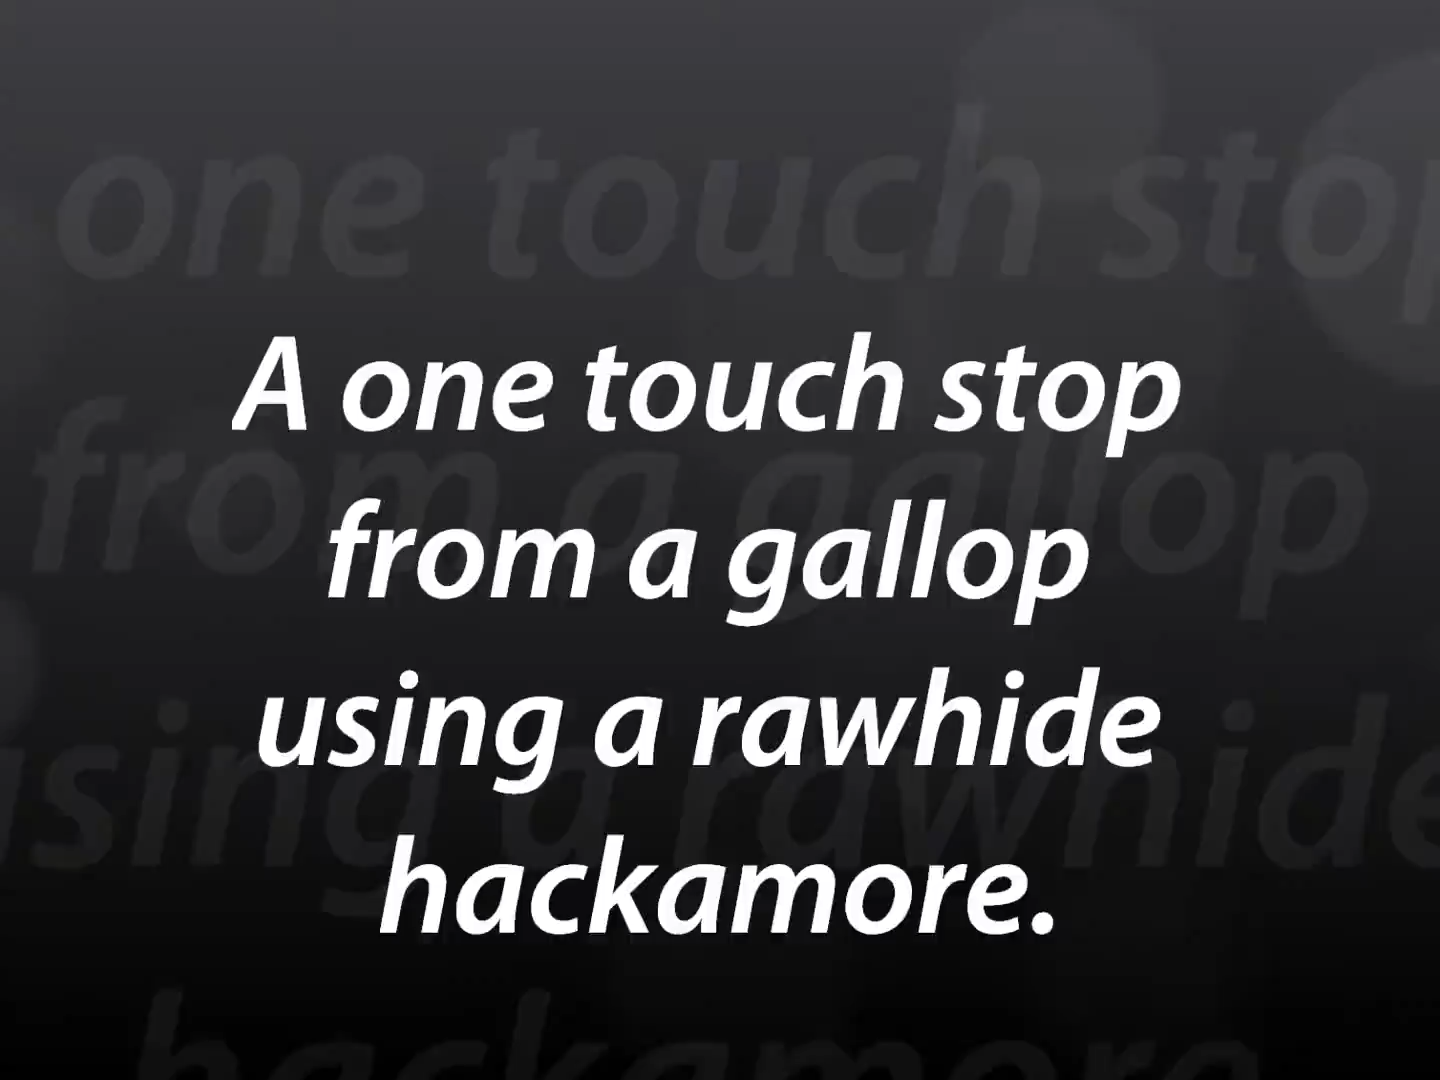 A one touch stop
from a gallop
using a rawhide
hackamore.